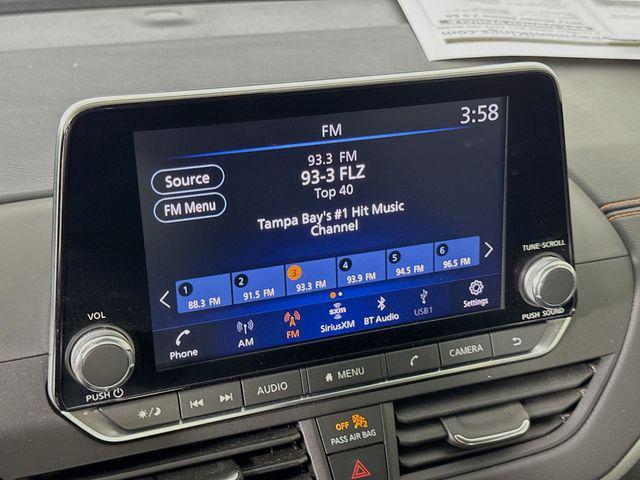 3:58
FM
93.3 FM
93-3 FLZ
Top 40
Tampa Bay's #1 Hit Music
Channel
Source
FM Menu
1 2 3 4 5 6
88.3 FM 91.5 FM 93.3 FM 93.9 FM 94.5 FM 96.5 FM
Phone AM FM SiriusXM BT Audio USB1 Settings
sxm
VOL
PUSH
TUNE·SCROLL
PUSH SOUND
AUDIO MENU CAMERA
OFF 2
PASS AIR BAG